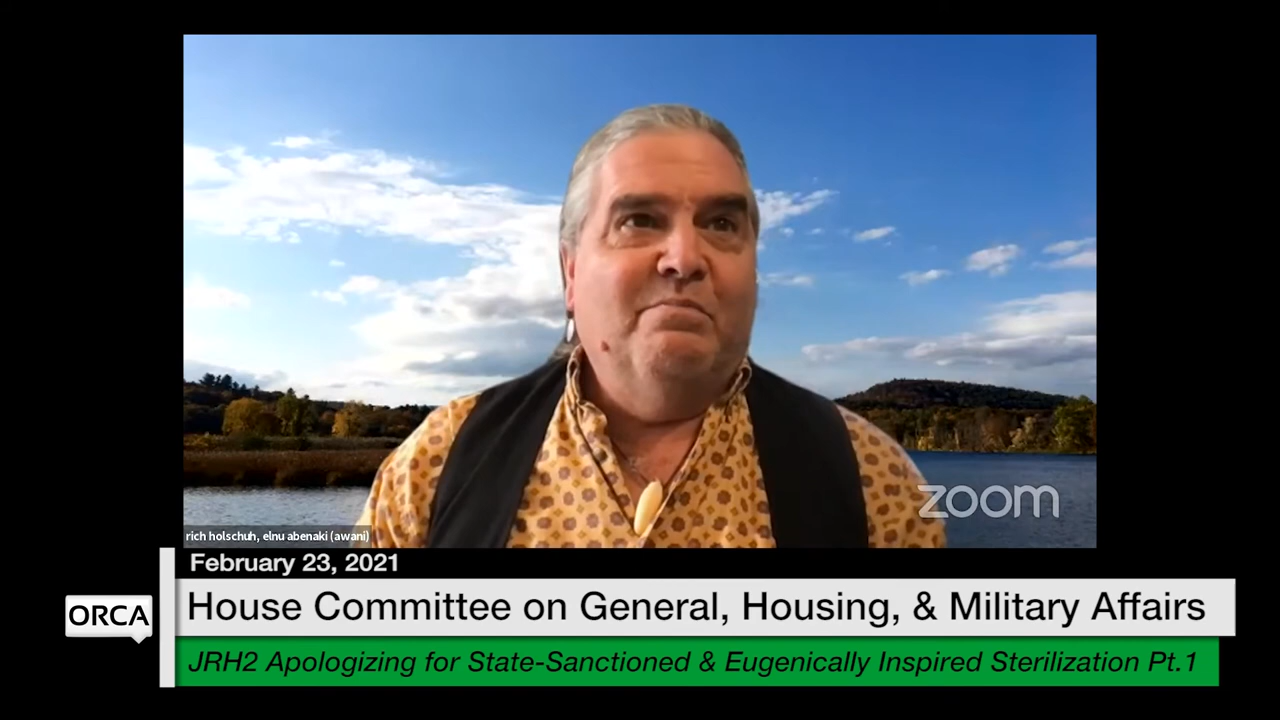 zoom
rich holschuh, elnu abenaki (awani)
February 23, 2021
ORCA
House Committee on General, Housing, & Military Affairs
JRH2 Apologizing for State-Sanctioned & Eugenically Inspired Sterilization Pt.1